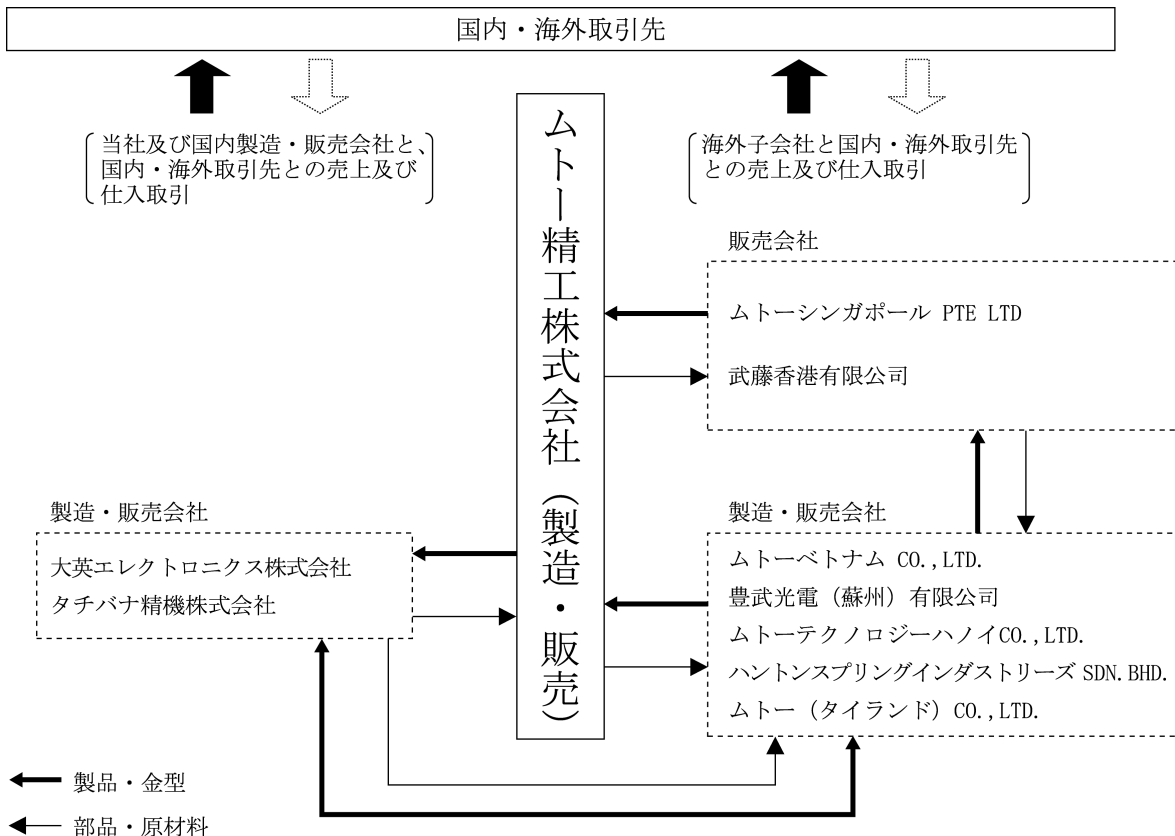 国内・海外取引先
当社及び国内製造・販売会社と、
国内・海外取引先との売上及び
仕入取引
海外子会社と国内・海外取引先
との売上及び仕入取引
ムトー精工株式会社(製造・販売)
販売会社
ムトーシンガポール PTE LTD
武藤香港有限公司
製造・販売会社
大英エレクトロニクス株式会社
タチバナ精機株式会社
製造・販売会社
ムトーベトナム CO.,LTD.
豊武光電(蘇州)有限公司
ムトーテクノロジーハノイCO.,LTD.
ハントンスプリングインダストリーズ SDN.BHD.
ムトー(タイランド)CO.,LTD.
製品・金型
部品・原材料